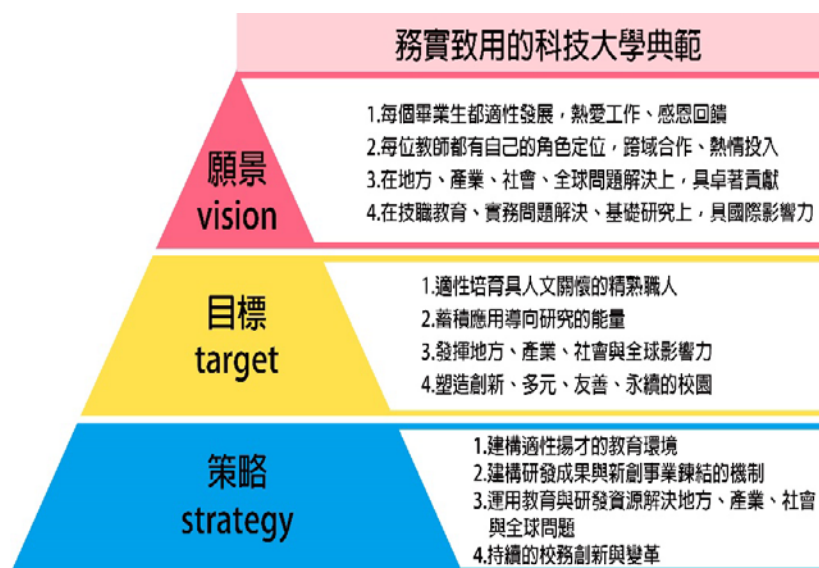 務實致用的科技大學典範
願景
vision
1.每個畢業生都適性發展，熱愛工作、感恩回饋
2.每位教師都有自己的角色定位，跨域合作、熱情投入
3.在地方、產業、社會、全球問題解決上，具卓著貢獻
4.在技職教育、實務問題解決、基礎研究上，具國際影響力
目標
target
1.適性培育具人文關懷的精熟職人
2.蓄積應用導向研究的能量
3.發揮地方、產業、社會與全球影響力
4.塑造創新、多元、友善、永續的校園
策略
strategy
1.建構適性揚才的教育環境
2.建構研發成果與新創事業鍊結的機制
3.運用教育與研發資源解決地方、產業、社會
與全球問題
4.持續的校務創新與變革